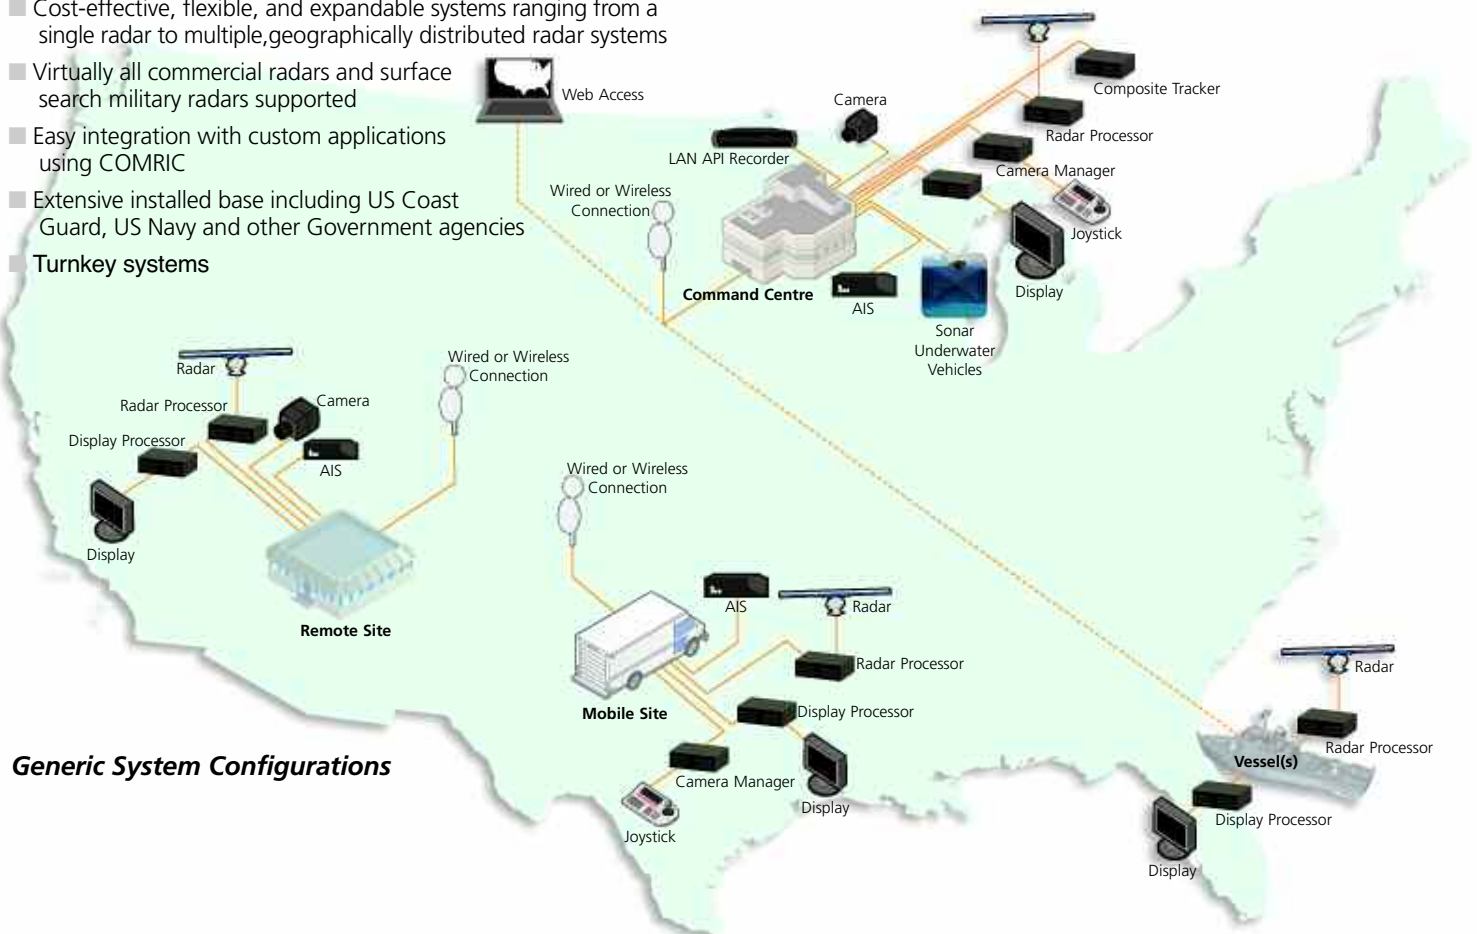 Cost-effective, flexible, and expandable systems ranging from a
single radar to multiple,geographically distributed radar systems
Virtually all commercial radars and surface
search military radars supported
Easy integration with custom applications
using COMRIC
Extensive installed base including US Coast
Guard, US Navy and other Government agencies
Turnkey systems
Web Access
Camera
LAN API Recorder
Wired or Wireless
Connection
Composite Tracker
Radar Processor
Camera Manager
Joystick
Display
Command Centre
AIS
Sonar
Underwater
Vehicles
Radar
Radar Processor
Camera
Display Processor
AIS
Display
Wired or Wireless
Connection
Remote Site
Wired or Wireless
Connection
AIS
Radar
Radar Processor
Mobile Site
Display Processor
Camera Manager
Display
Joystick
Radar
Radar Processor
Vessel(s)
Display Processor
Display
Generic System Configurations